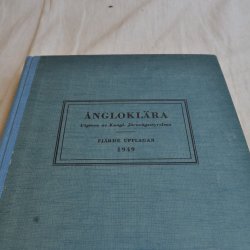 ÅNGLOKLÄRA
Utgiven av Kungl. Järnvägsstyrelsen
FJÄRDE UPPLAGAN
1949